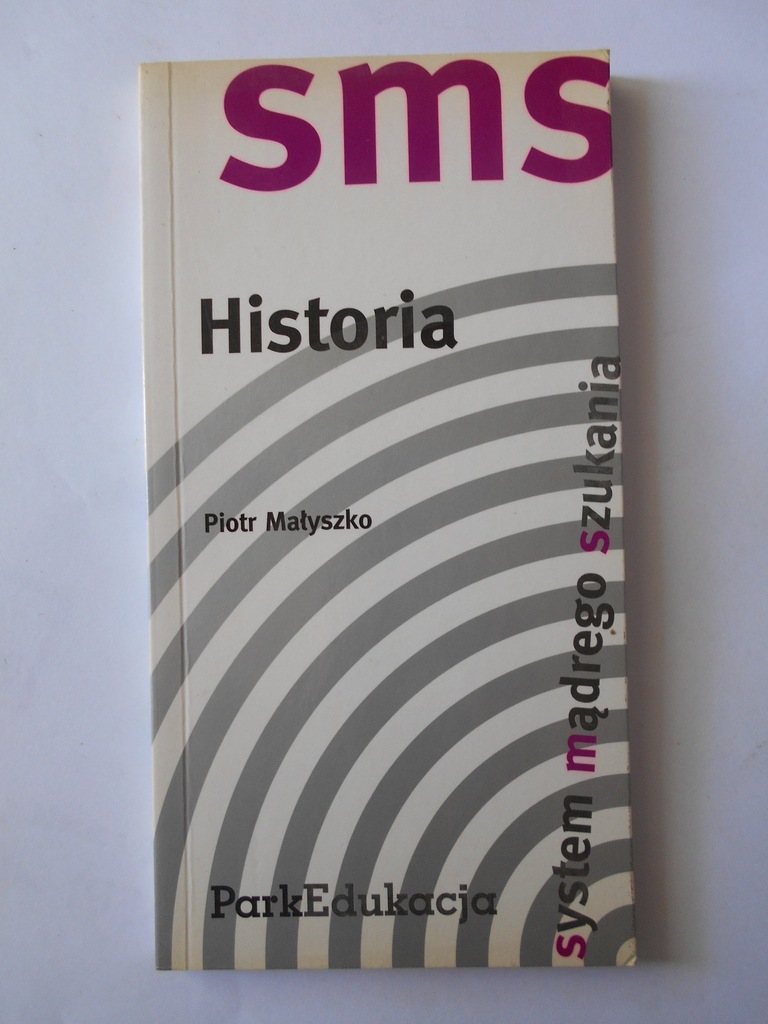 sms
Historia
Piotr Małyszko
system mądrego szukania
ParkEdukacja